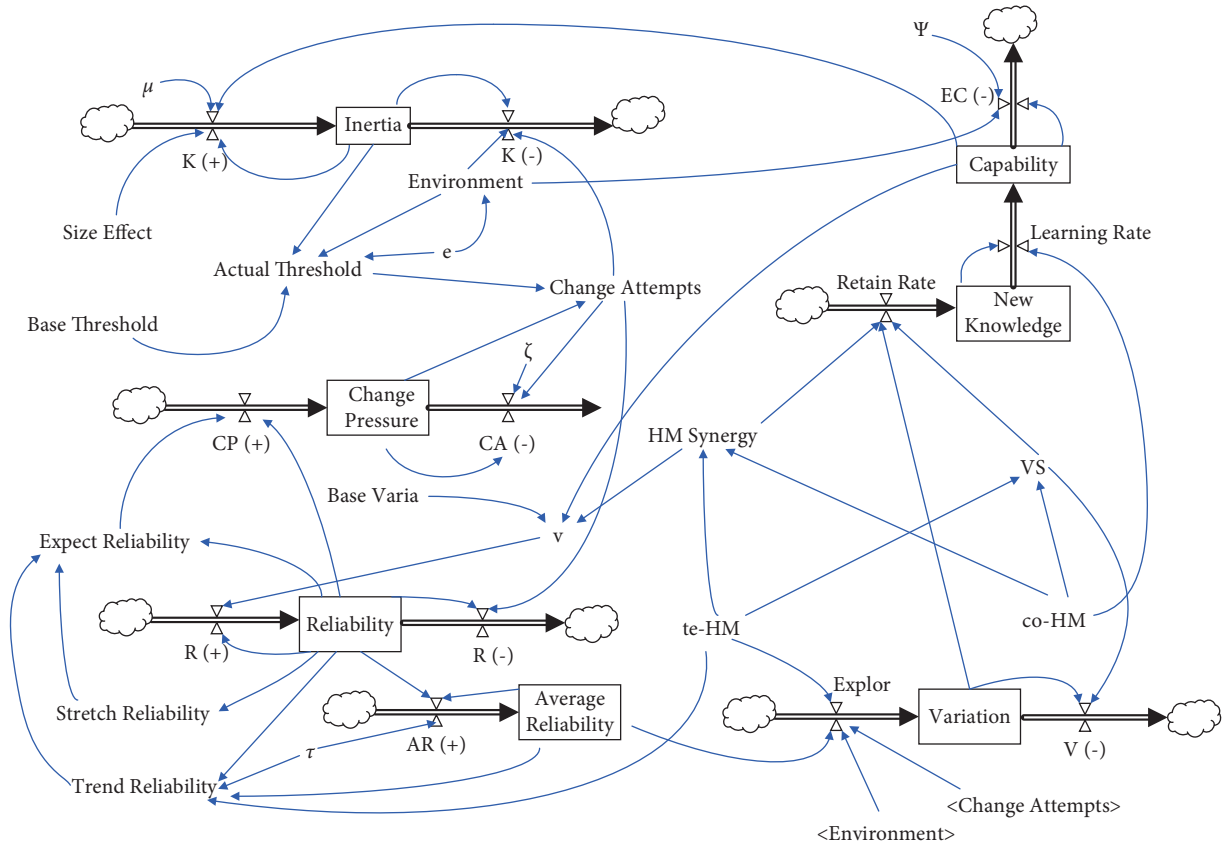 Ψ
μ
EC (-)
Inertia
K (+)
K (-)
Capability
Environment
Size Effect
Learning Rate
e
Actual Threshold
Retain Rate
Change Attempts
New
Knowledge
Base Threshold
ζ
Change
Pressure
CP (+)
CA (-)
HM Synergy
VS
Base Varia
v
Expect Reliability
Reliability
te-HM
co-HM
R (+)
R (-)
Explor
Average
Reliability
Stretch Reliability
Variation
AR (+)
V (-)
τ
Trend Reliability
<Change Attempts>
<Environment>